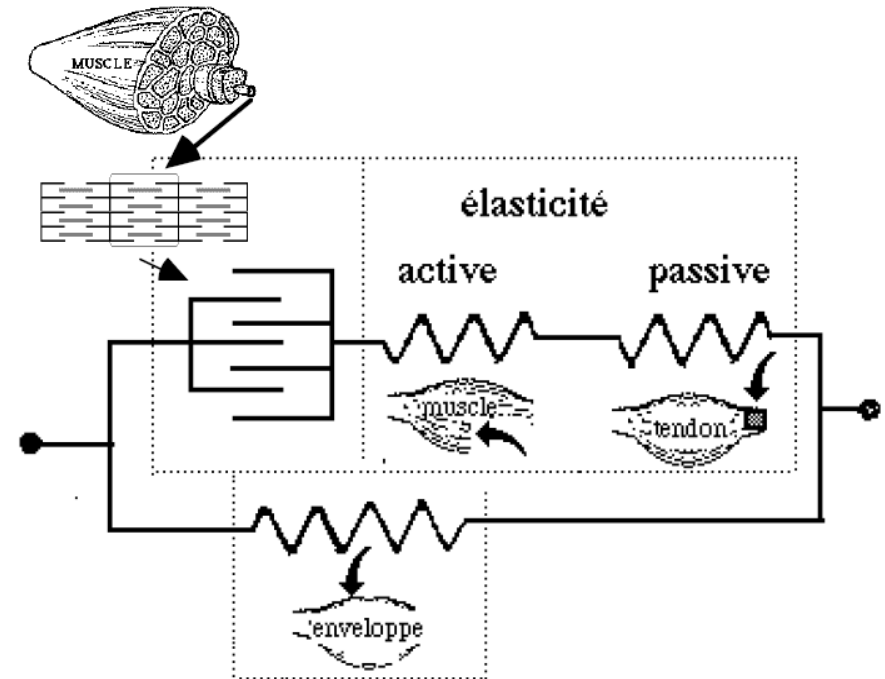 MUSCLE
élasticité
active passive
muscle
tendon
enveloppe